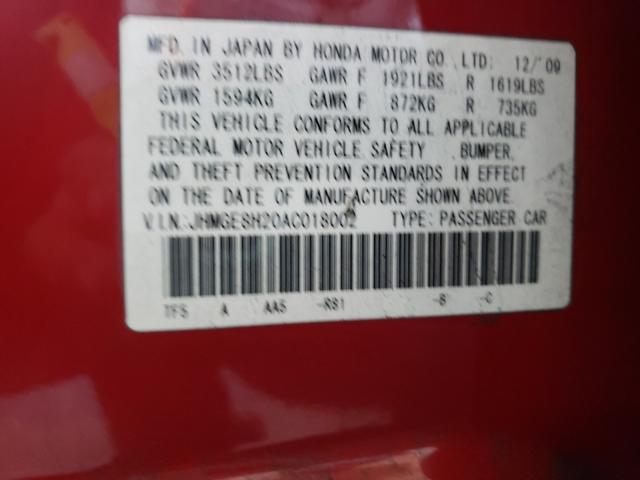 MFD. IN JAPAN BY HONDA MOTOR CO., LTD: 12/'09
GVWR 3512LBS GAWR F 1921LBS R 1619LBS
GVWR 1594KG GAWR F 872KG R 735KG
THIS VEHICLE CONFORMS TO ALL APPLICABLE
FEDERAL MOTOR VEHICLE SAFETY , BUMPER,
AND THEFT PREVENTION STANDARDS IN EFFECT
ON THE DATE OF MANUFACTURE SHOWN ABOVE.
V.I.N.:JHMGE8H20AC018002 TYPE: PASSENGER CAR
TF5 A AA5 -R81 -B -C